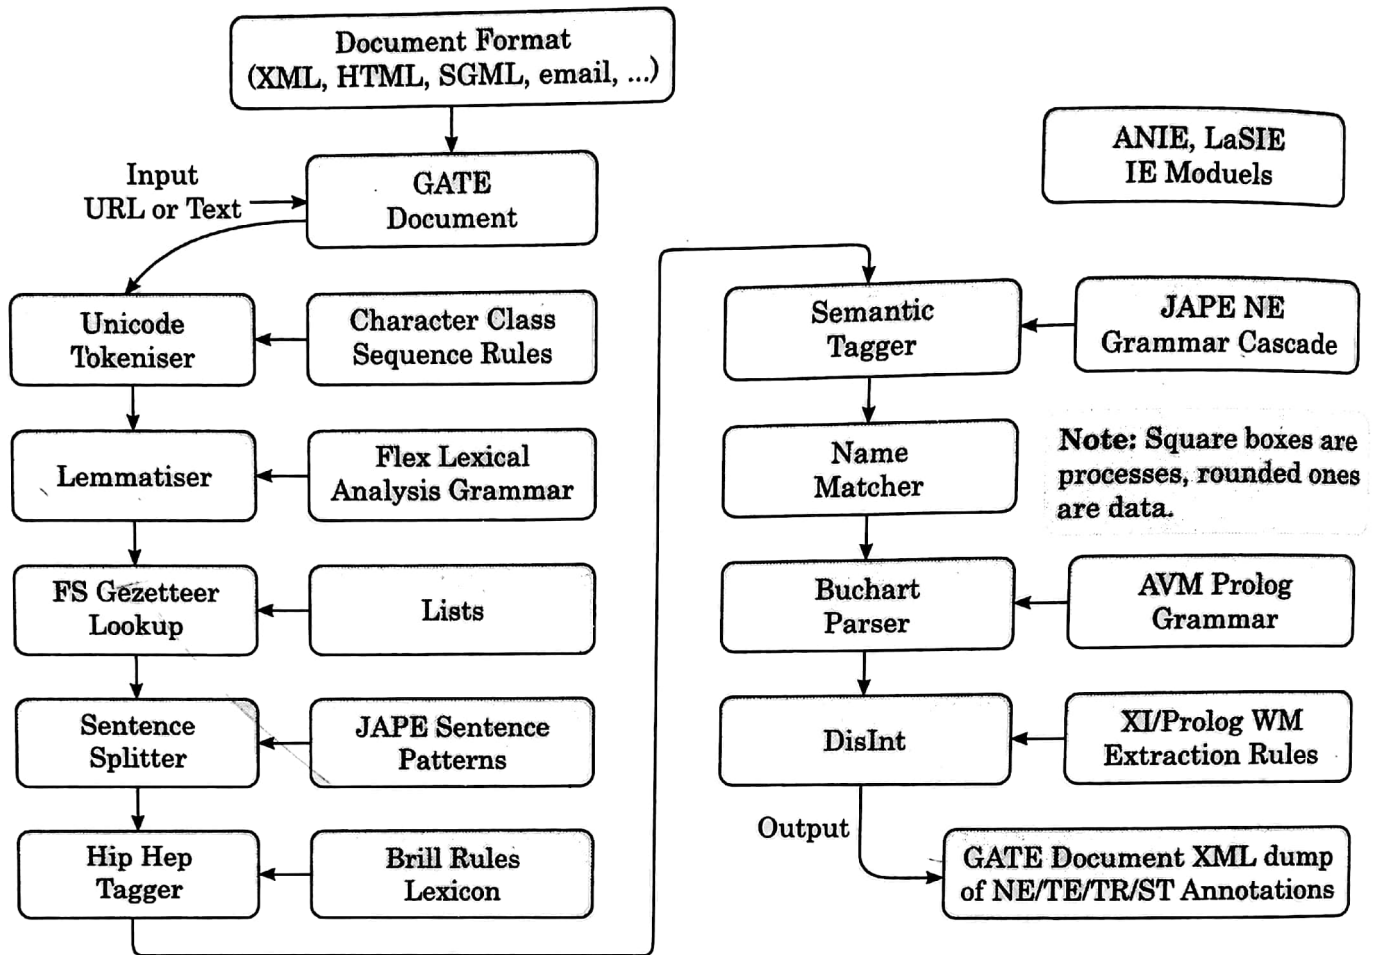 Document Format
(XML, HTML, SGML, email, ...)
GATE
Document
Input
URL or Text
Unicode
Tokeniser
Character Class
Sequence Rules
Lemmatiser
Flex Lexical
Analysis Grammar
FS Gezetteer
Lookup
Lists
Sentence
Splitter
JAPE Sentence
Patterns
Hip Hep
Tagger
Brill Rules
Lexicon
ANIE, LaSIE
IE Moduels
Semantic
Tagger
JAPE NE
Grammar Cascade
Name
Matcher
Note: Square boxes are
processes, rounded ones
are data.
Buchart
Parser
AVM Prolog
Grammar
DisInt
XI/Prolog WM
Extraction Rules
Output
GATE Document XML dump
of NE/TE/TR/ST Annotations